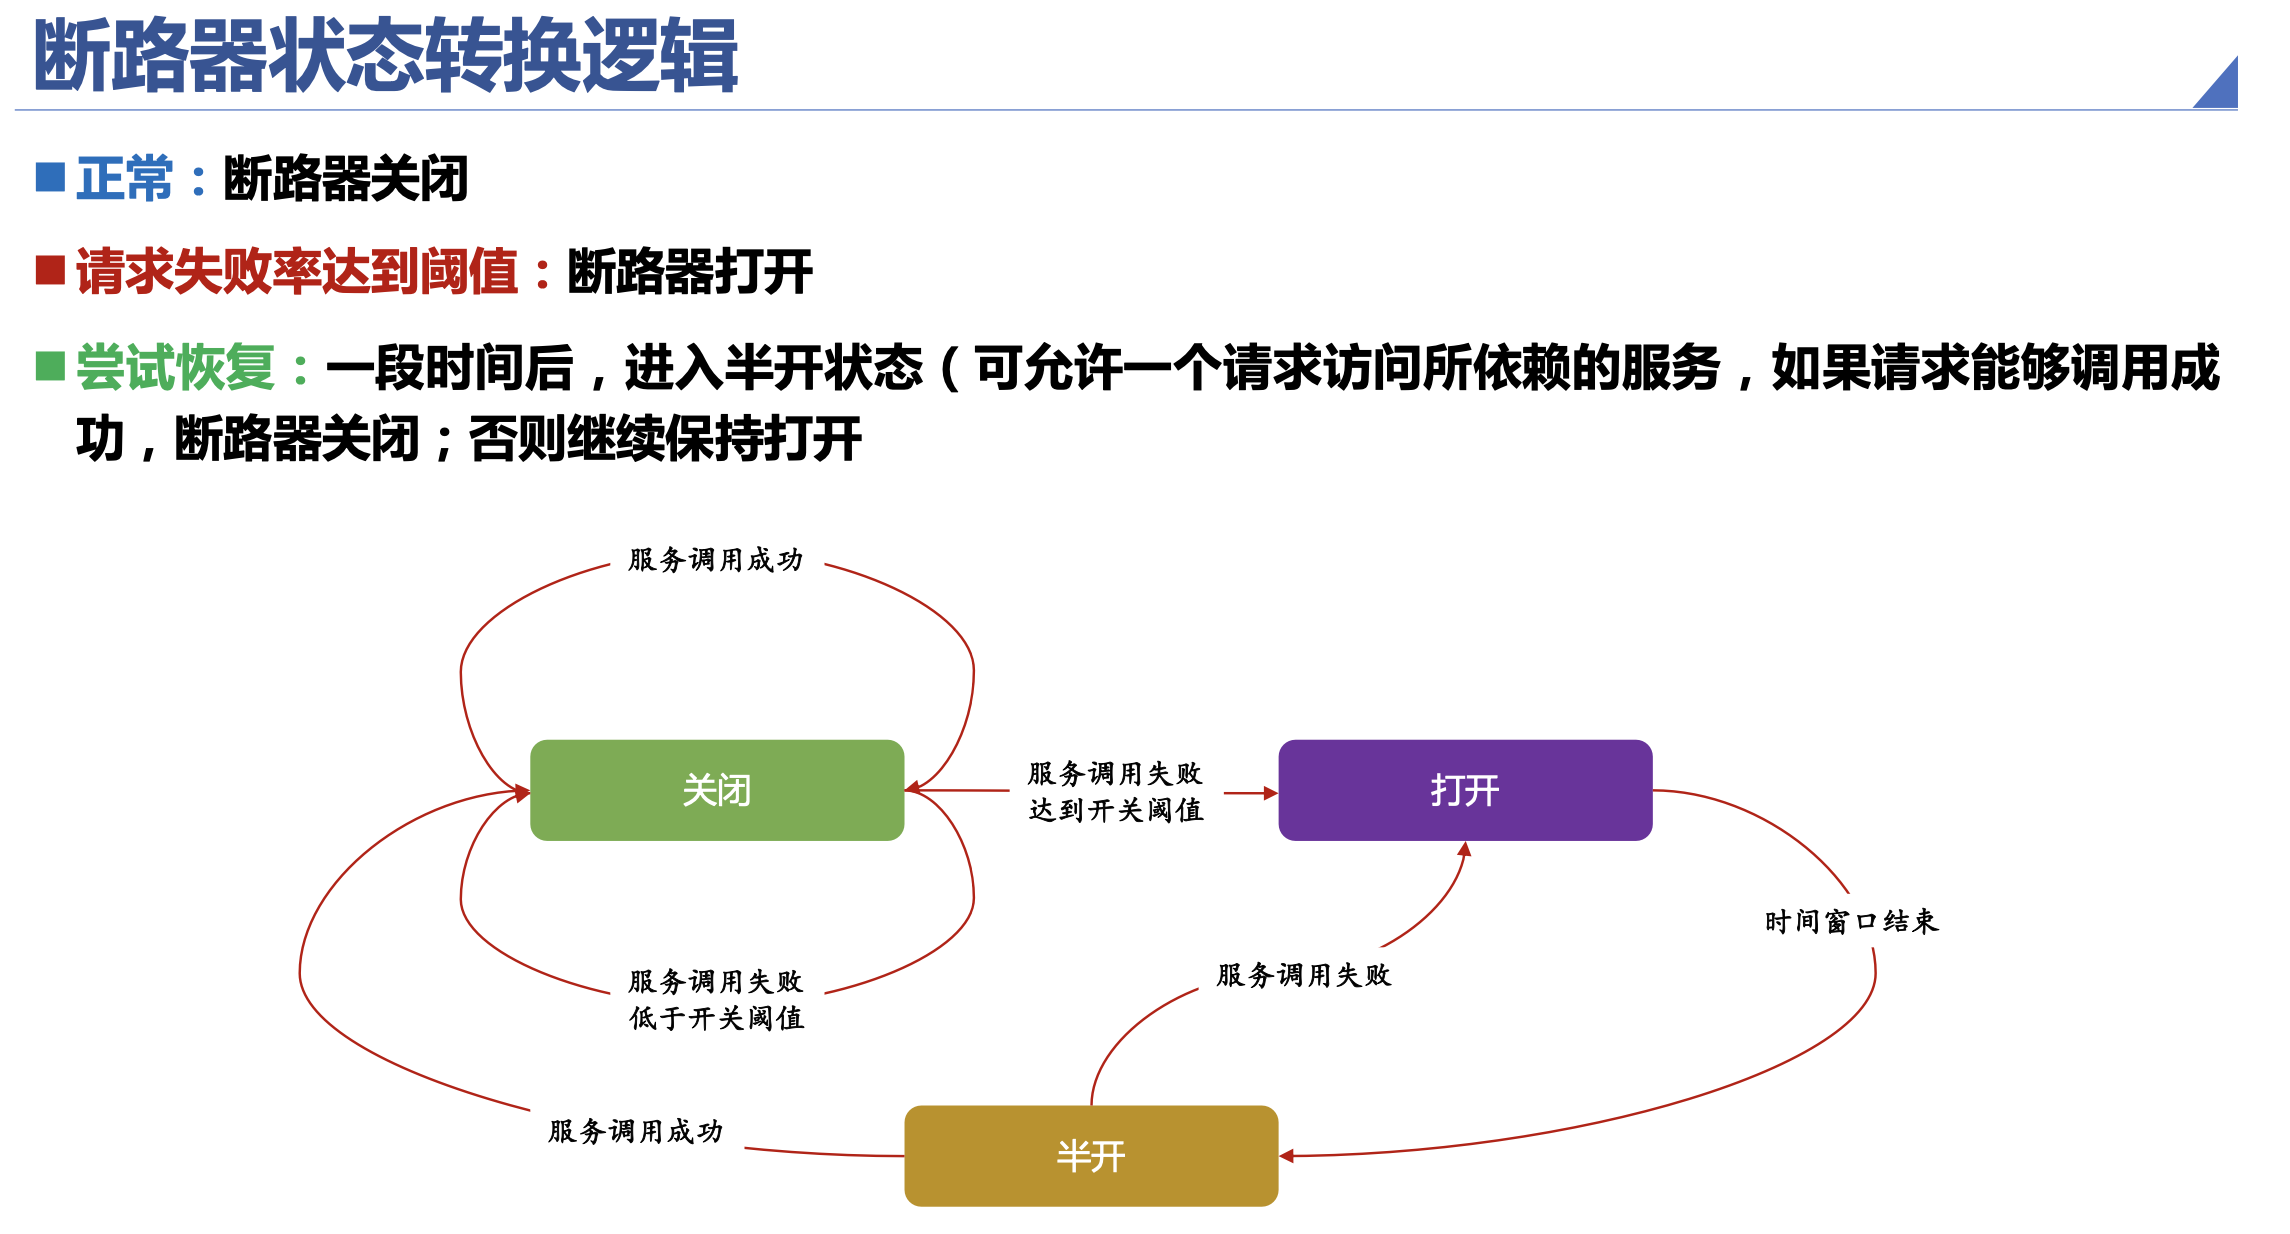 断路器状态转换逻辑
正常：断路器关闭
请求失败率达到阈值：断路器打开
尝试恢复：一段时间后，进入半开状态（可允许一个请求访问所依赖的服务，如果请求能够调用成
功，断路器关闭；否则继续保持打开
服务调用成功
关闭
服务调用失败
达到开关阈值
打开
时间窗口结束
服务调用失败
服务调用失败
低于开关阈值
服务调用成功
半开